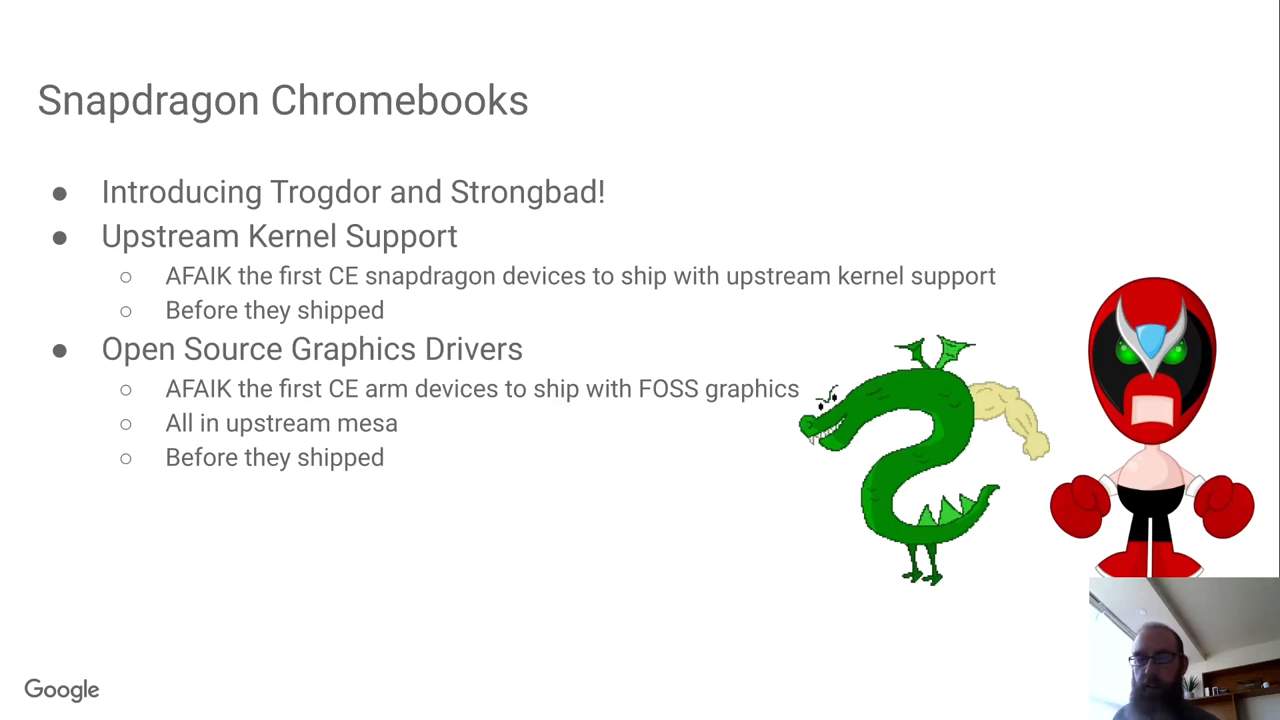 Snapdragon Chromebooks
● Introducing Trogdor and Strongbad!
● Upstream Kernel Support
○ AFAIK the first CE snapdragon devices to ship with upstream kernel support
○ Before they shipped
● Open Source Graphics Drivers
○ AFAIK the first CE arm devices to ship with FOSS graphics
○ All in upstream mesa
○ Before they shipped
Google